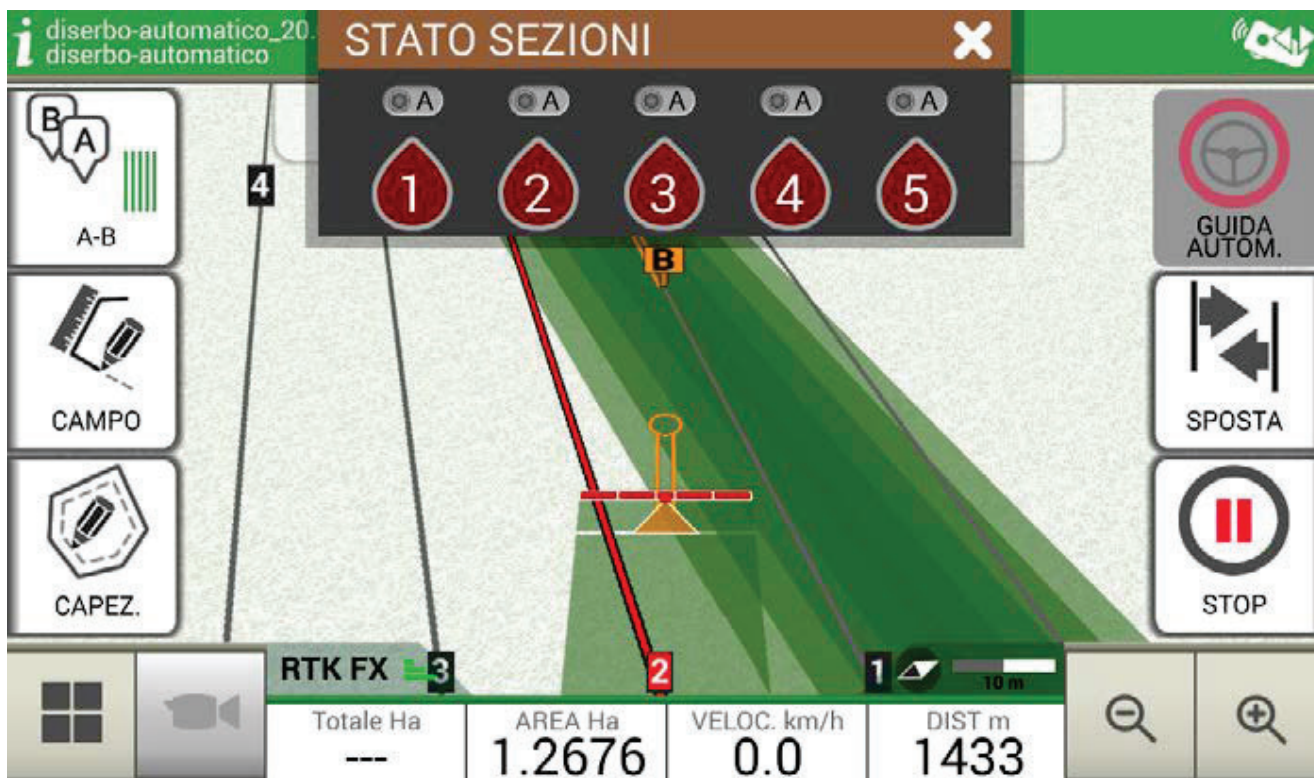 i
diserbo-automatico_20.
diserbo-automatico
STATO SEZIONI
A A A A A
1 2 3 4 5
B
A
A-B
4
B
GUIDA
AUTOM.
CAMPO
SPOSTA
CAPEZ.
STOP
RTK FX
3
2
1
10 m
Totale Ha
---
AREA Ha
1.2676
VELOC. km/h
0.0
DIST m
1433